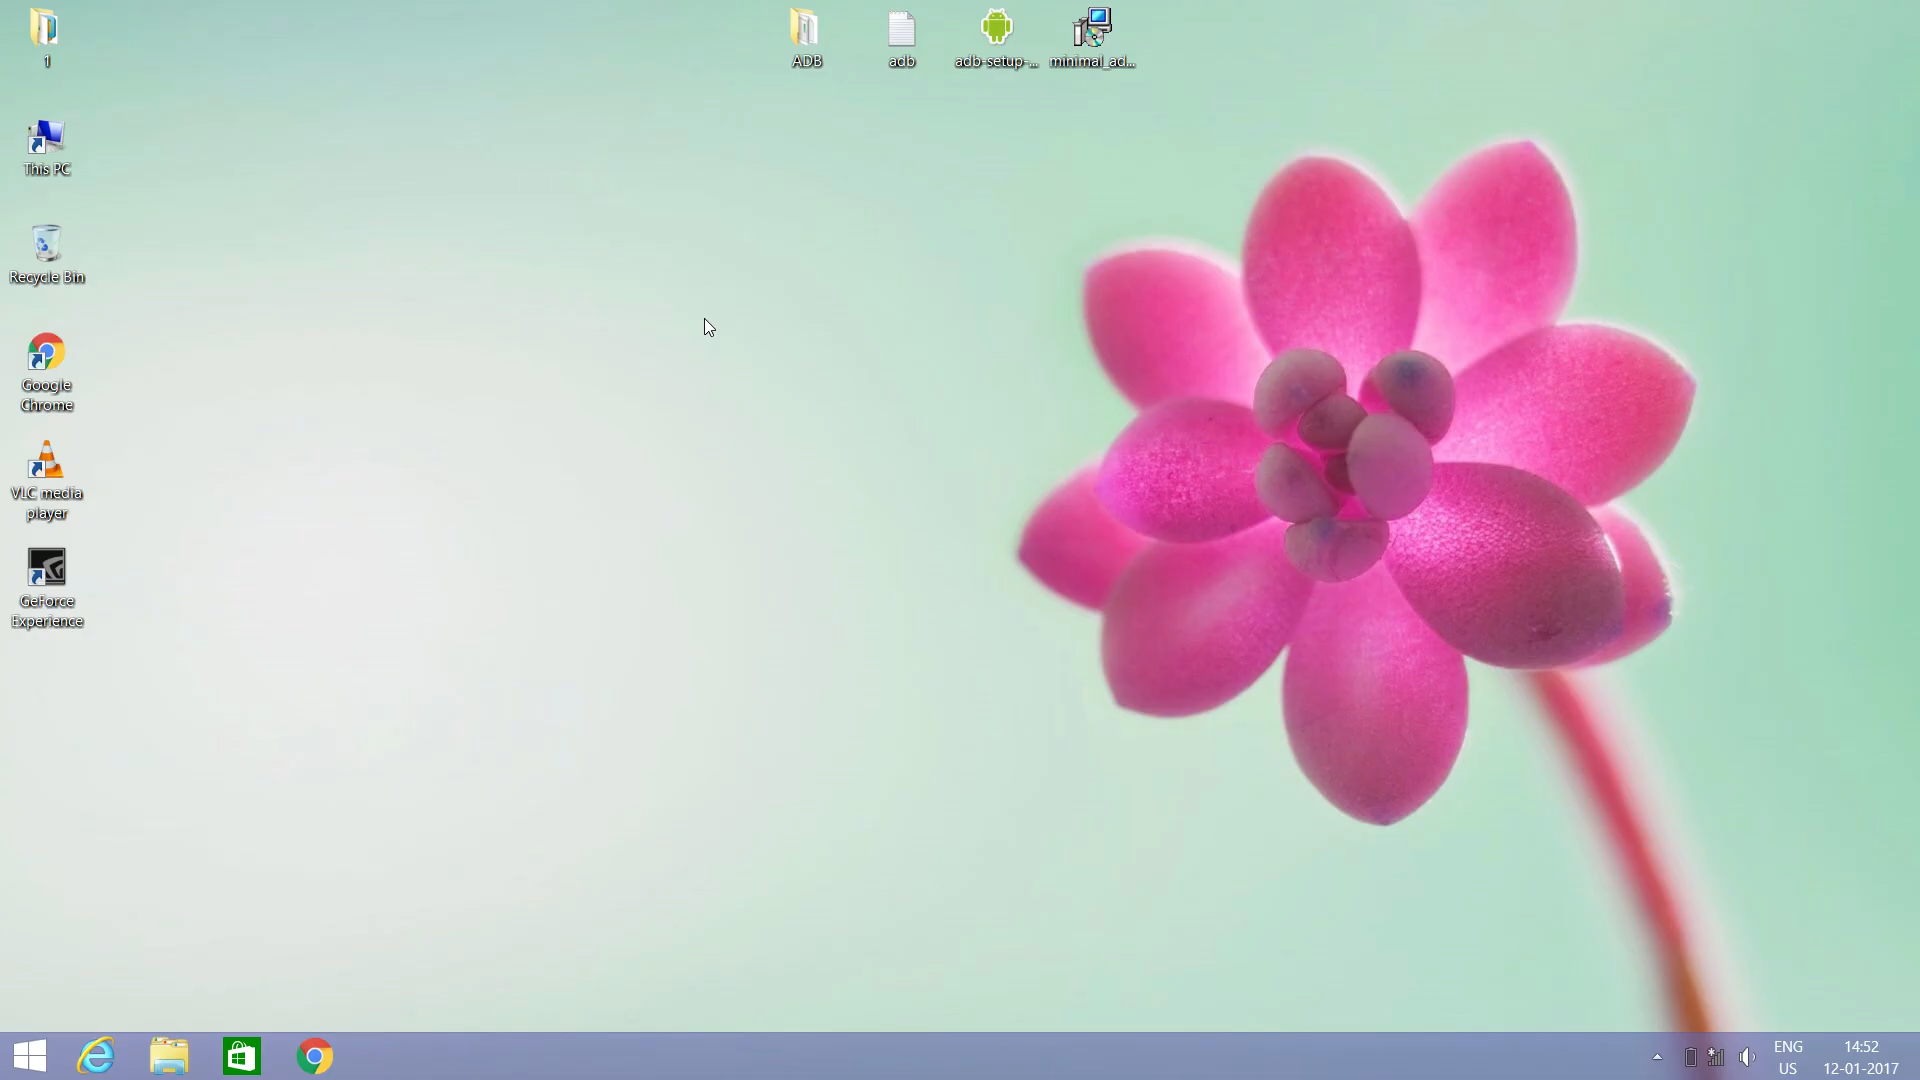 1
ADB
adb
adb-setup-...
minimal_ad...
This PC
Recycle Bin
Google
Chrome
VLC media
player
GeForce
Experience
ENG
US
14:52
12-01-2017